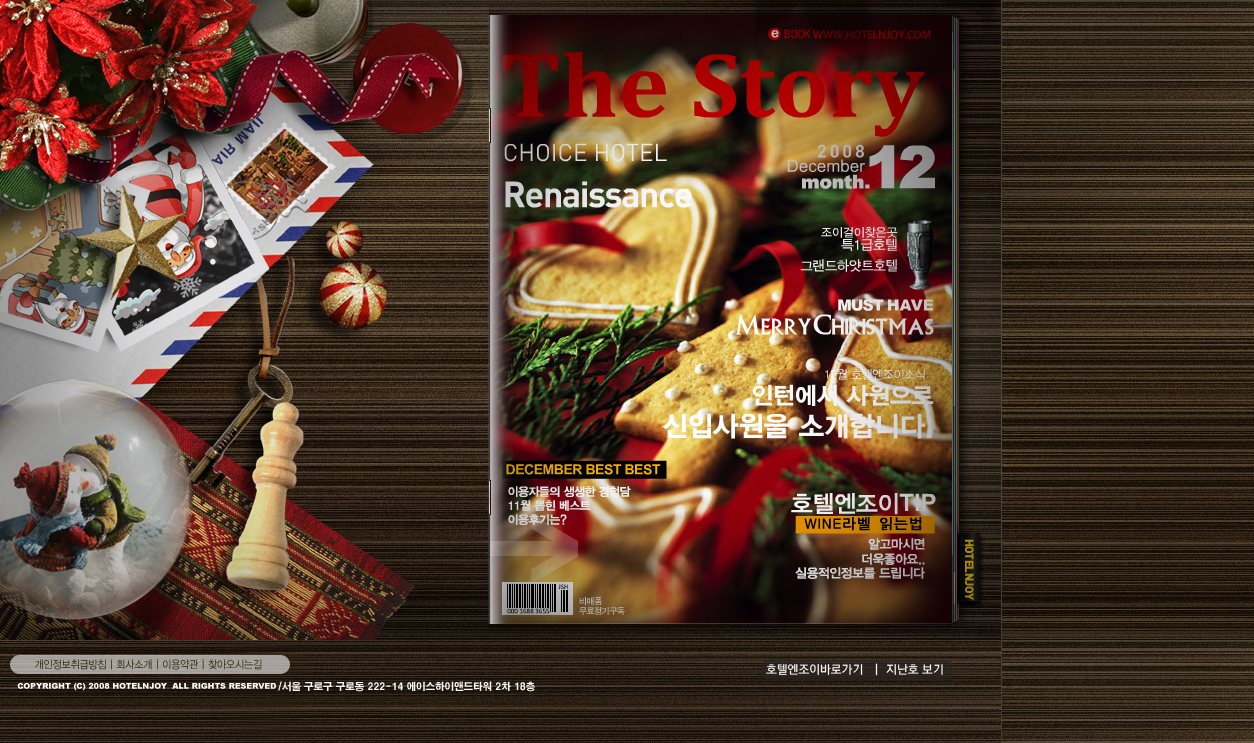 AIR MAIL
e BOOK WWW.HOTELNJOY.COM
The Story
CHOICE HOTEL
Renaissance
2008
December
month.
12
조이걸이찾은곳
특1급호텔
그랜드하얏트호텔
MUST HAVE
MERRY CHRISTMAS
11월 호텔엔조이소식
인턴에서 사원으로
신입사원을 소개합니다!
DECEMBER BEST BEST
이용자들의 생생한 경험담
11월 뽑힌 베스트
이용후기는?
호텔엔조이TIP
WINE라벨 읽는법
알고마시면
더욱좋아요..
실용적인정보를 드립니다
HOTELNJOY
JSH
000 1688 3655
비매품
무료정기구독
개인정보취급방침 | 회사소개 | 이용약관 | 찾아오시는길
호텔엔조이바로가기 | 지난호 보기
COPYRIGHT (C) 2008 HOTELNJOY ALL RIGHTS RESERVED /서울 구로구 구로동 222-14 에이스하이앤드타워 2차 18층